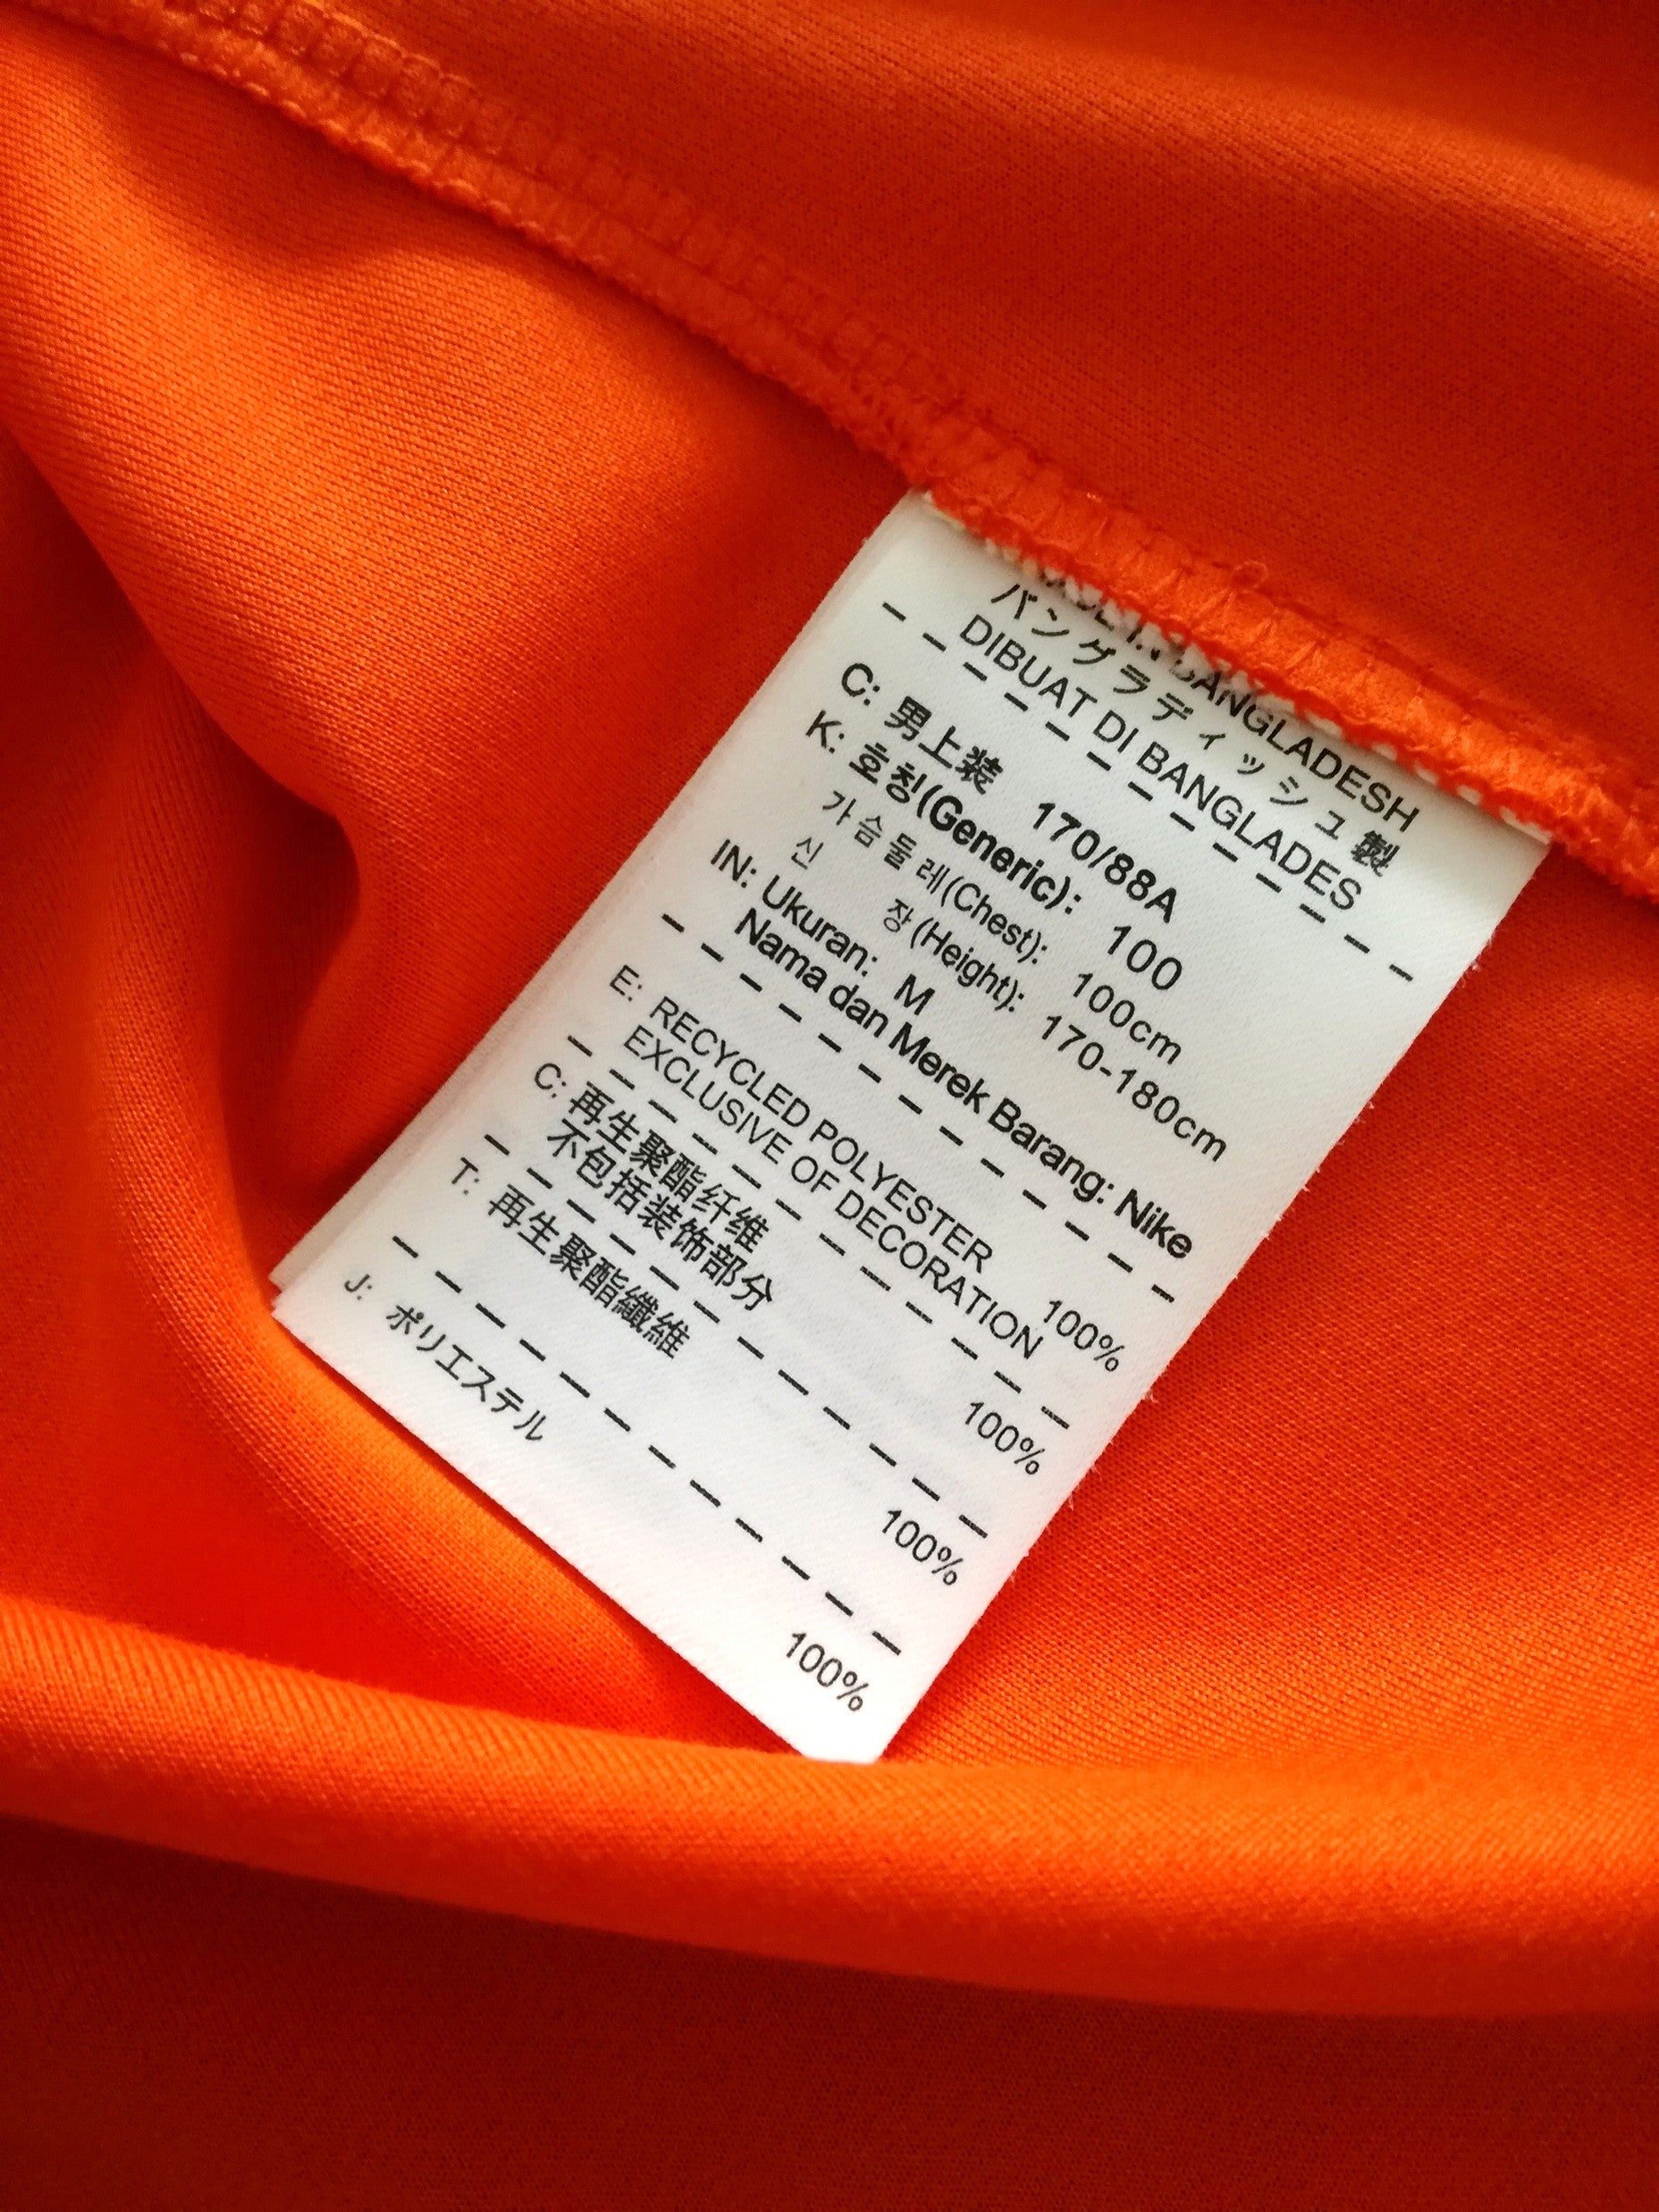 MADE IN BANGLADESH
バングラディッシュ製
DIBUAT DI BANGLADES
C: 男上装 170/88A
K: 호칭(Generic): 100
가슴둘레(Chest): 100cm
신 장(Height): 170-180cm
IN: Ukuran: M
Nama dan Merek Barang: Nike
E: RECYCLED POLYESTER 100%
EXCLUSIVE OF DECORATION
C: 再生聚酯纤维 100%
不包括装饰部分
T: 再生聚酯纖維 100%
J: ポリエステル 100%